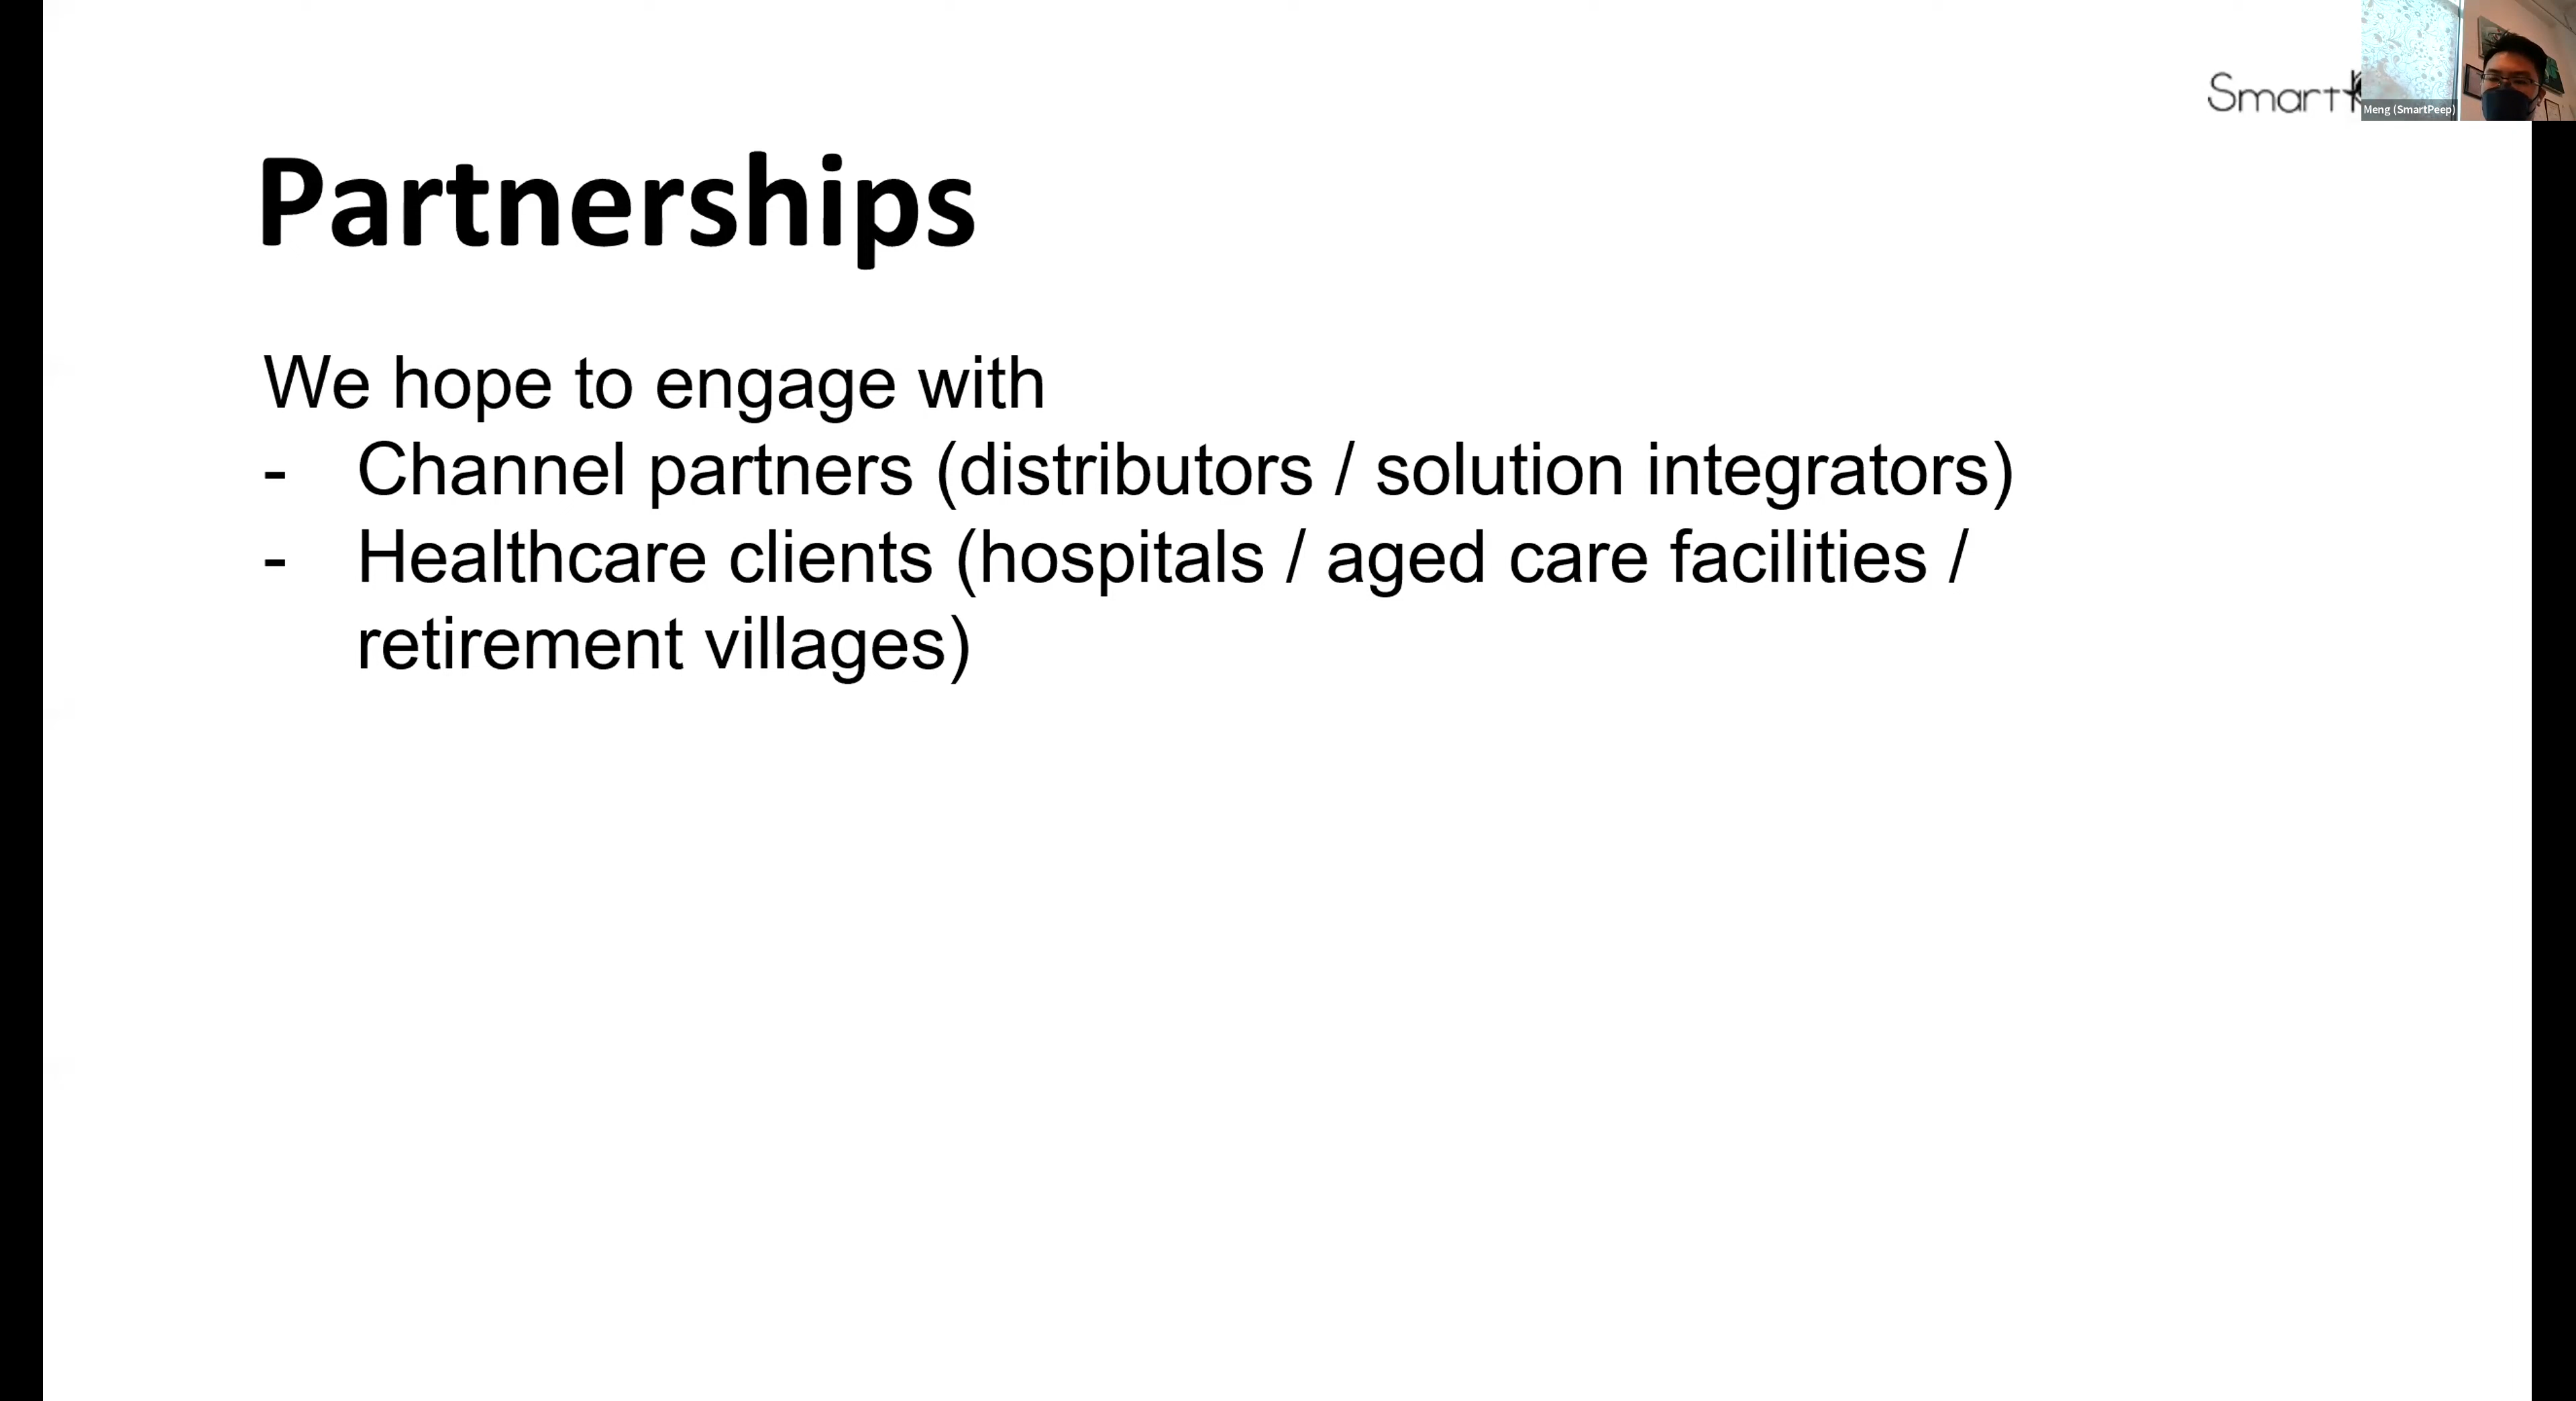 Smart
Meng (SmartPeep)
Partnerships
We hope to engage with
- Channel partners (distributors / solution integrators)
- Healthcare clients (hospitals / aged care facilities /
retirement villages)